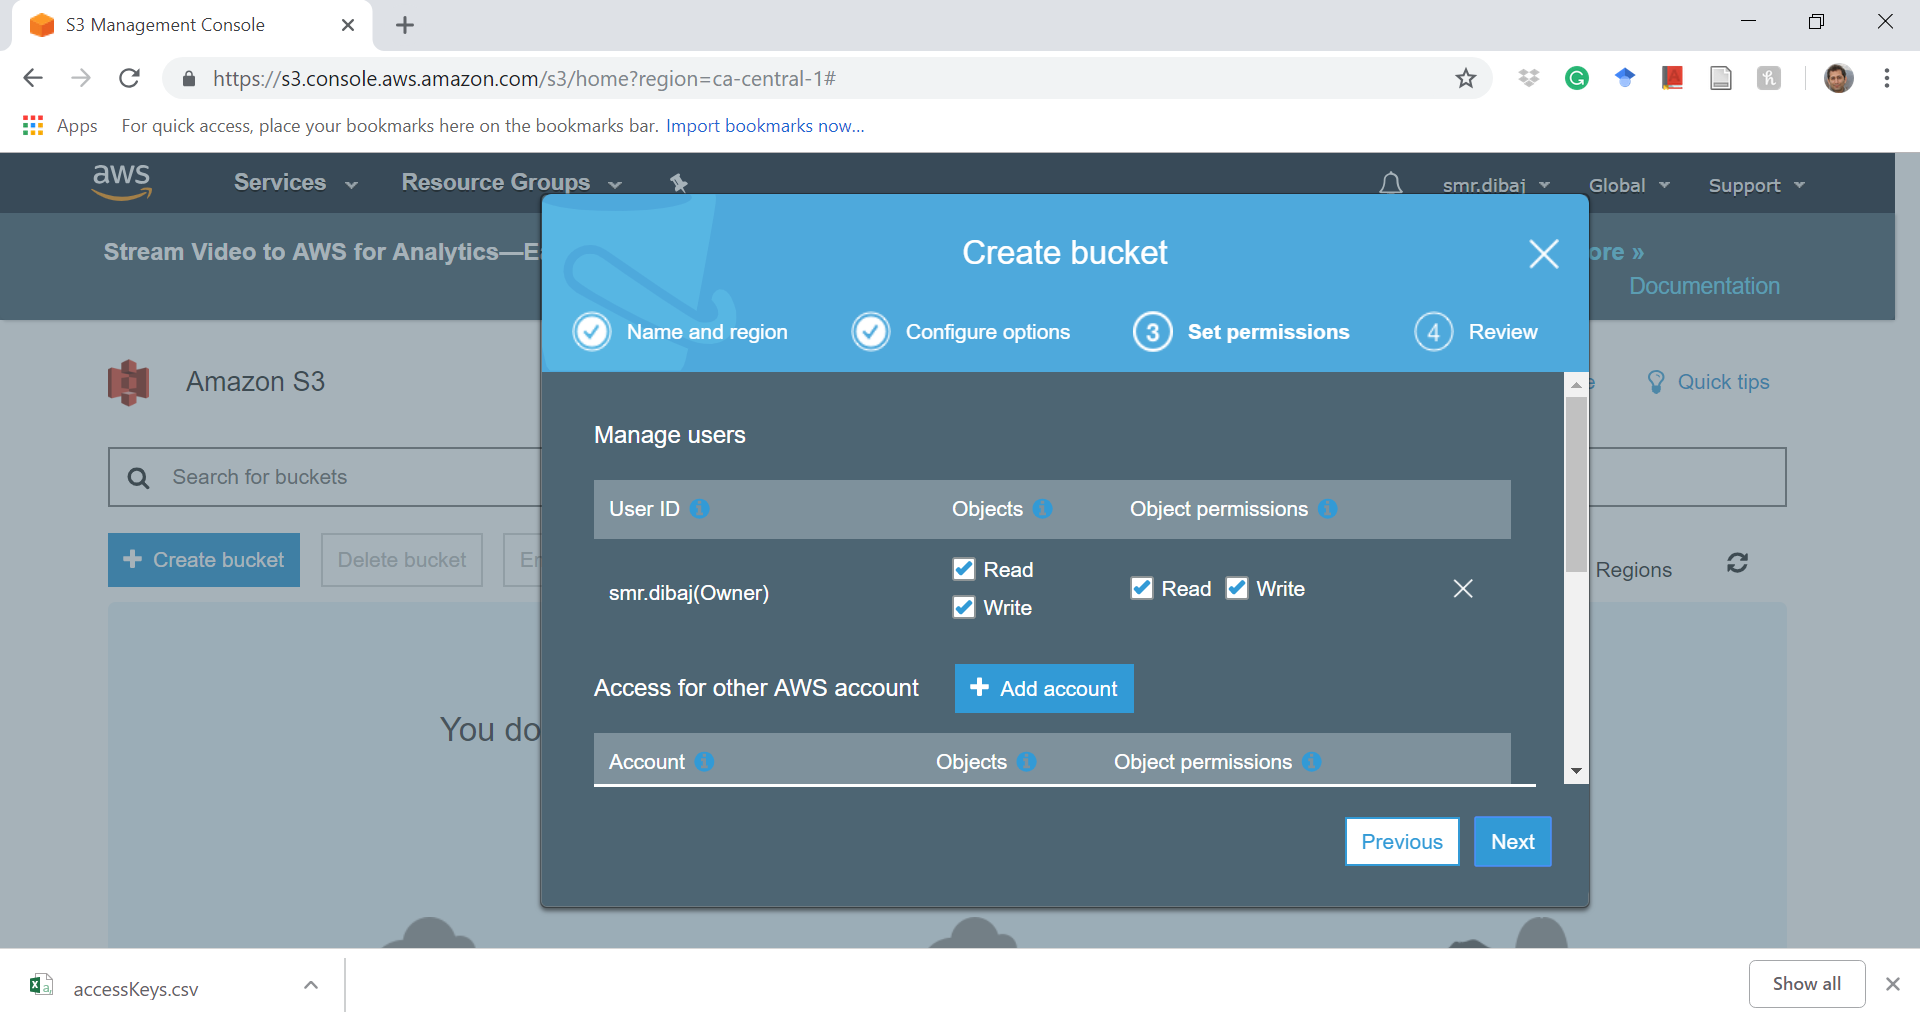 S3 Management Console
https://s3.console.aws.amazon.com/s3/home?region=ca-central-1#
Apps For quick access, place your bookmarks here on the bookmarks bar. Import bookmarks now...
aws Services Resource Groups smr.dibaj Global Support
Stream Video to AWS for Analytics—E
ore »
Documentation
Create bucket
Name and region Configure options 3 Set permissions 4 Review
Amazon S3
Quick tips
Manage users
Search for buckets
User ID Objects Object permissions
Create bucket Delete bucket
Regions
smr.dibaj(Owner)
Read
Write
Read Write
Access for other AWS account Add account
You do
Account Objects Object permissions
Previous Next
accessKeys.csv
Show all